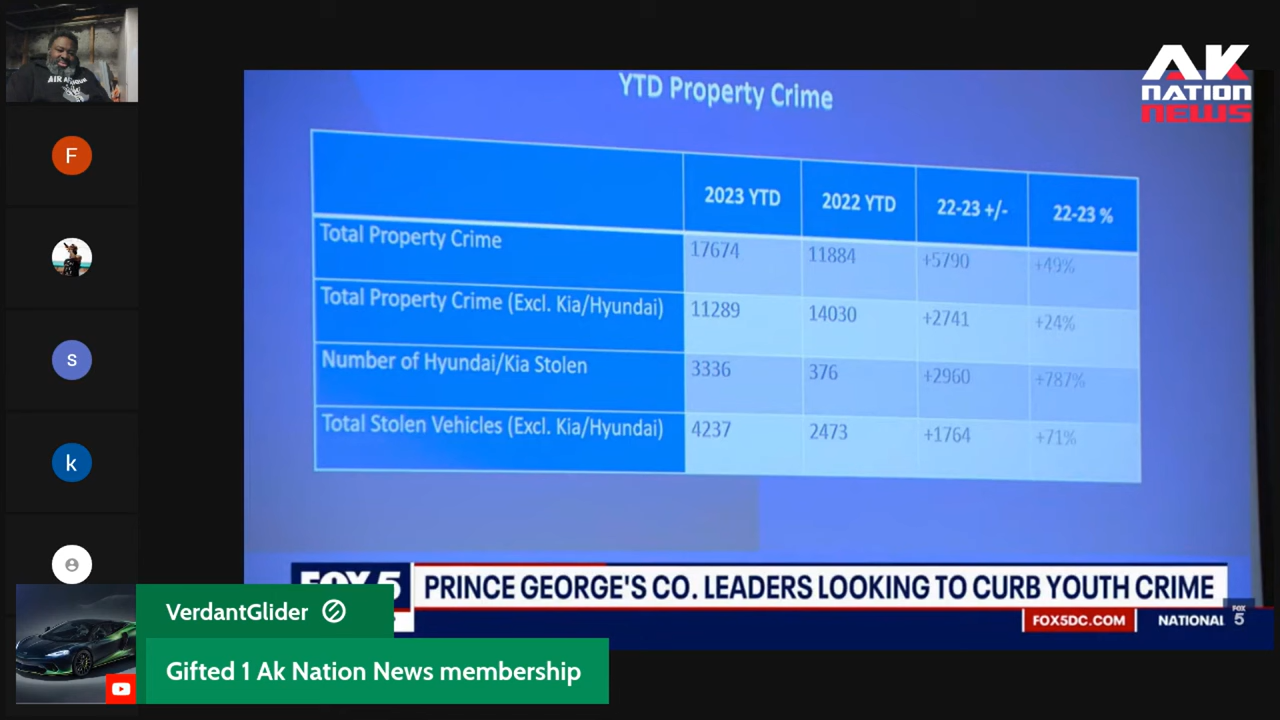 AIR
AK
NATION
NEWS
YTD Property Crime
2023 YTD 2022 YTD 22-23 +/- 22-23 %
Total Property Crime 17674 11884 +5790 +49%
Total Property Crime (Excl. Kia/Hyundai) 11289 14030 +2741 +24%
Number of Hyundai/Kia Stolen 3336 376 +2960 +787%
Total Stolen Vehicles (Excl. Kia/Hyundai) 4237 2473 +1764 +71%
F
s
k
FOX 5
PRINCE GEORGE'S CO. LEADERS LOOKING TO CURB YOUTH CRIME
FOX5DC.COM NATIONAL
FOX
5
VerdantGlider
Gifted 1 Ak Nation News membership